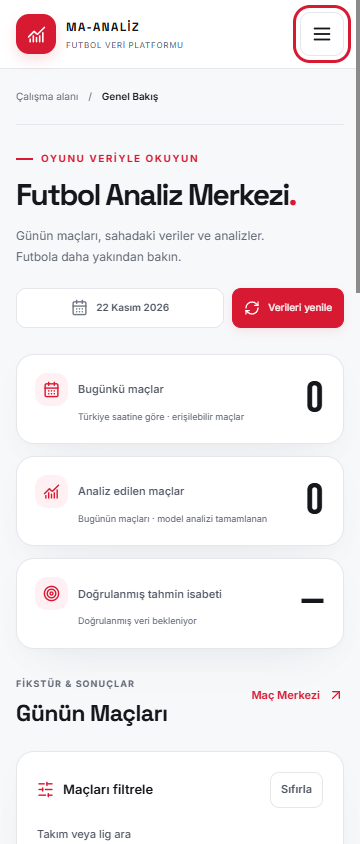 MA-ANALİZ
FUTBOL VERİ PLATFORMU
Çalışma alanı / Genel Bakış
OYUNU VERİYLE OKUYUN
Futbol Analiz Merkezi.
Günün maçları, sahadaki veriler ve analizler.
Futbola daha yakından bakın.
22 Kasım 2026
Verileri yenile
Bugünkü maçlar
0
Türkiye saatine göre · erişilebilir maçlar
Analiz edilen maçlar
0
Bugünün maçları · model analizi tamamlanan
Doğrulanmış tahmin isabeti
—
Doğrulanmış veri bekleniyor
FİKSTÜR & SONUÇLAR
Maç Merkezi
Günün Maçları
Maçları filtrele
Sıfırla
Takım veya lig ara